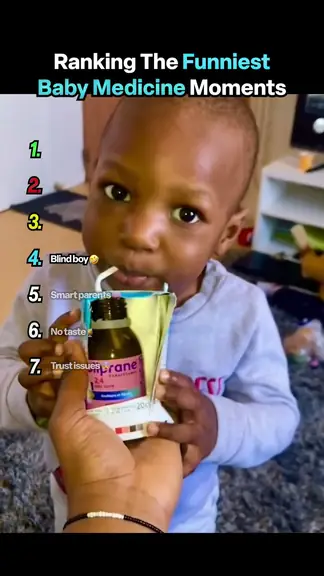 Ranking The Funniest
Baby Medicine Moments
1.
2.
3.
4. Blind boy🤣
5. Smart parents
6. No taste
7. Trust issues